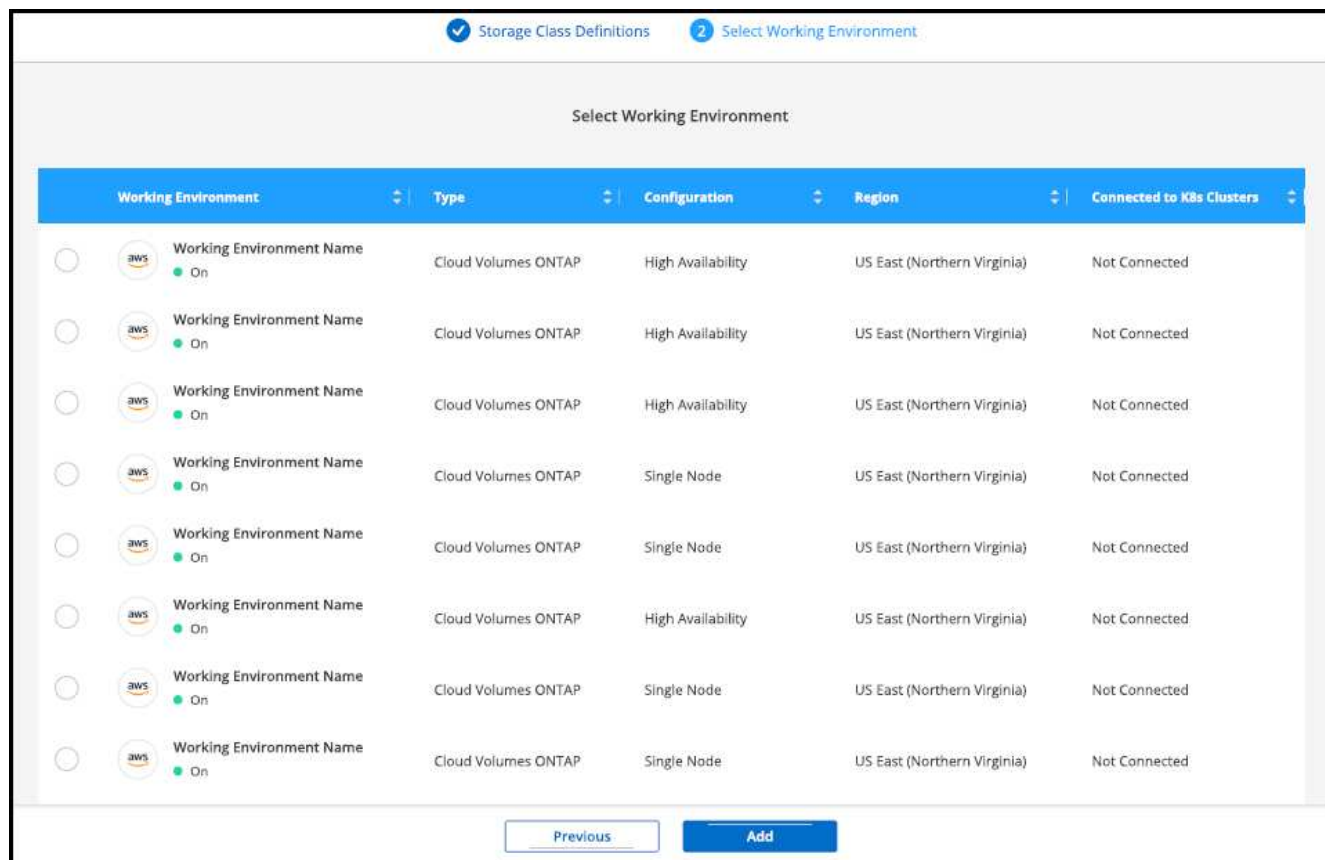 Storage Class Definitions 2 Select Working Environment
Select Working Environment
Working Environment Type Configuration Region Connected to K8s Clusters
aws Working Environment Name Cloud Volumes ONTAP High Availability US East (Northern Virginia) Not Connected
On
aws Working Environment Name Cloud Volumes ONTAP High Availability US East (Northern Virginia) Not Connected
On
aws Working Environment Name Cloud Volumes ONTAP High Availability US East (Northern Virginia) Not Connected
On
aws Working Environment Name Cloud Volumes ONTAP Single Node US East (Northern Virginia) Not Connected
On
aws Working Environment Name Cloud Volumes ONTAP Single Node US East (Northern Virginia) Not Connected
On
aws Working Environment Name Cloud Volumes ONTAP High Availability US East (Northern Virginia) Not Connected
On
aws Working Environment Name Cloud Volumes ONTAP Single Node US East (Northern Virginia) Not Connected
On
aws Working Environment Name Cloud Volumes ONTAP Single Node US East (Northern Virginia) Not Connected
On
Previous Add